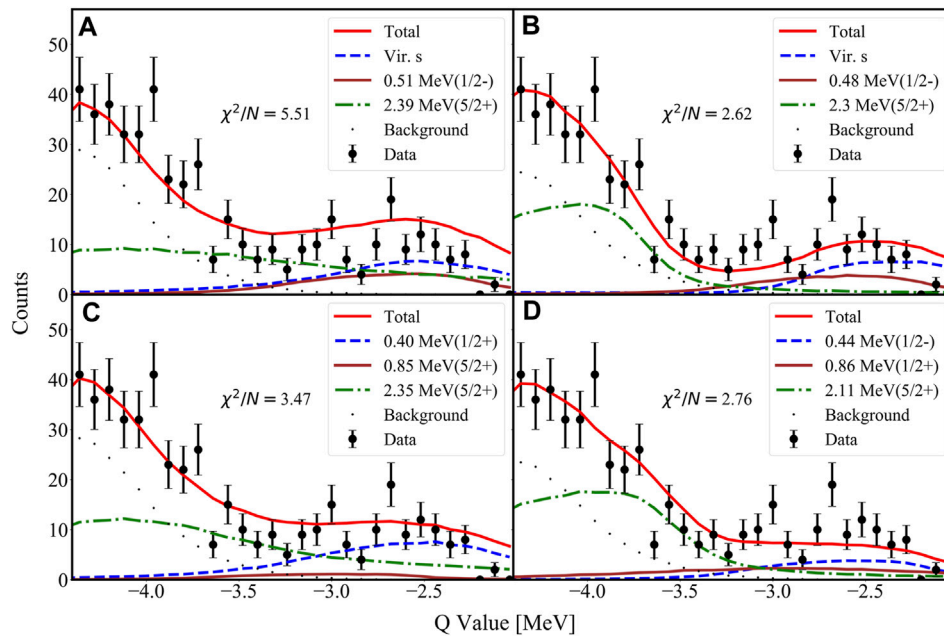 A
Total
Vir. s
0.51 MeV(1/2-)
2.39 MeV(5/2+)
Background
Data
χ²/N = 5.51
B
Total
Vir. s
0.48 MeV(1/2-)
2.3 MeV(5/2+)
Background
Data
χ²/N = 2.62
50
40
30
20
10
0
C
Total
0.40 MeV(1/2+)
0.85 MeV(5/2+)
2.35 MeV(5/2+)
Background
Data
χ²/N = 3.47
D
Total
0.44 MeV(1/2-)
0.86 MeV(1/2+)
2.11 MeV(5/2+)
Background
Data
χ²/N = 2.76
50
40
30
20
10
0
Counts
−4.0
−3.5
−3.0
−2.5
−4.0
−3.5
−3.0
−2.5
Q Value [MeV]